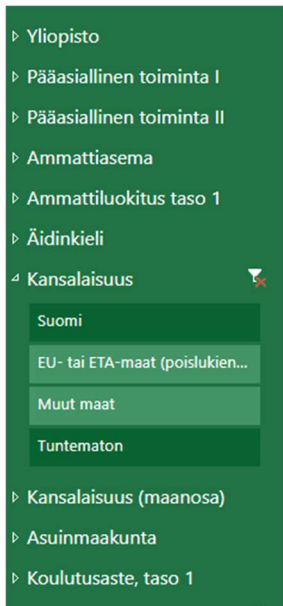 Yliopisto
Pääasiallinen toiminta I
Pääasiallinen toiminta II
Ammattiasema
Ammattiluokitus taso 1
Äidinkieli
Kansalaisuus
Suomi
EU- tai ETA-maat (poislukien...
Muut maat
Tuntematon
Kansalaisuus (maanosa)
Asuinmaakunta
Koulutusaste, taso 1